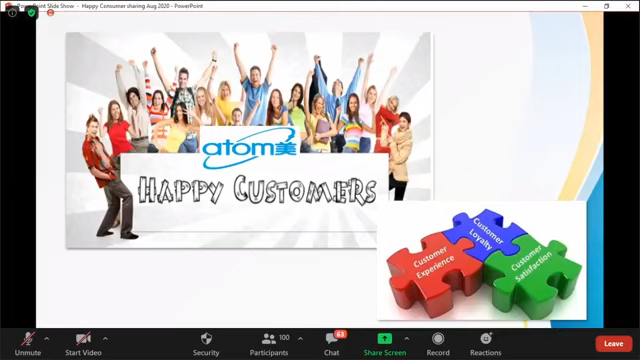 PowerPoint Slide Show - Happy Consumer sharing Aug 2020 - PowerPoint
atom美
Happy Customers
Customer
Experience
Customer
Loyalty
Customer
Satisfaction
Unmute
Start Video
Security
100
Participants
63
Chat
Share Screen
Record
Reactions
Leave